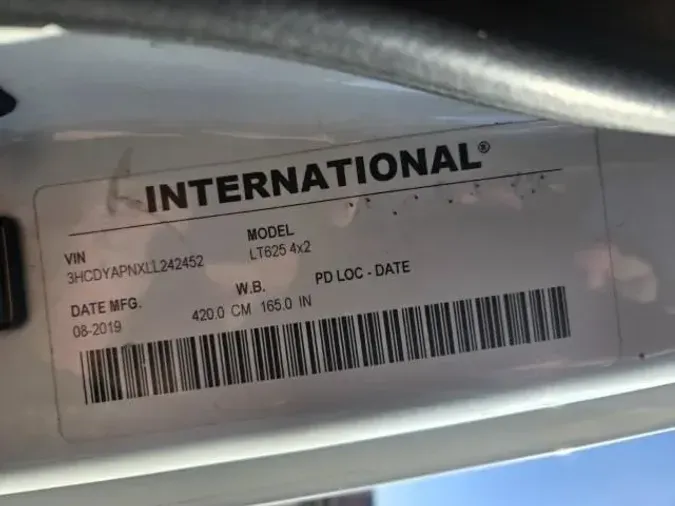 INTERNATIONAL®
VIN
3HCDYAPNXLL242452
MODEL
LT625 4x2
DATE MFG.
08-2019
W.B.
420.0 CM 165.0 IN
PD LOC - DATE